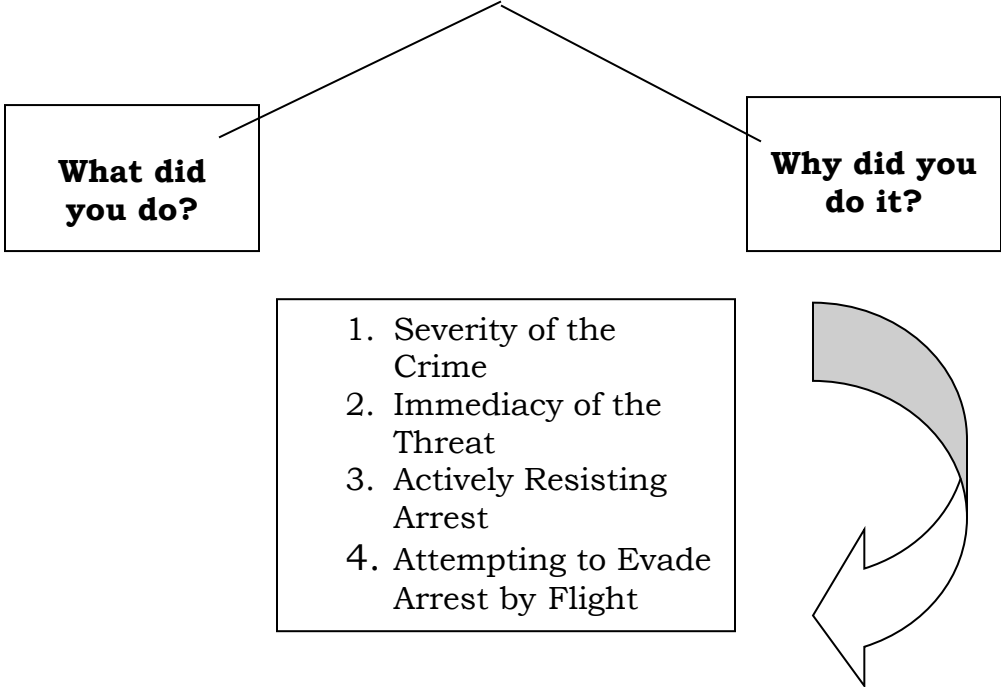 What did
you do?
Why did you
do it?
1. Severity of the
Crime
2. Immediacy of the
Threat
3. Actively Resisting
Arrest
4. Attempting to Evade
Arrest by Flight